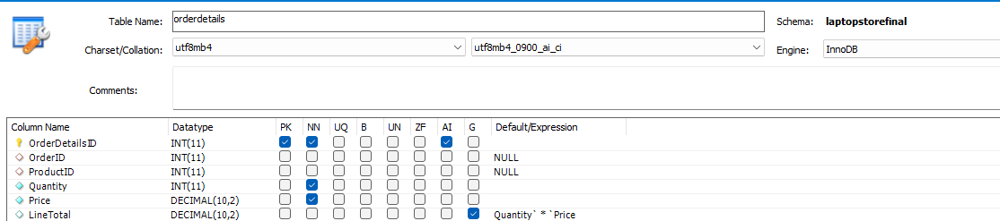 Table Name: orderdetails Schema: laptopstorefinal
Charset/Collation: utf8mb4 utf8mb4_0900_ai_ci Engine: InnoDB
Comments:
Column Name Datatype PK NN UQ B UN ZF AI G Default/Expression
OrderDetailsID INT(11)
OrderID INT(11) NULL
ProductID INT(11) NULL
Quantity INT(11)
Price DECIMAL(10,2)
LineTotal DECIMAL(10,2) Quantity` * `Price